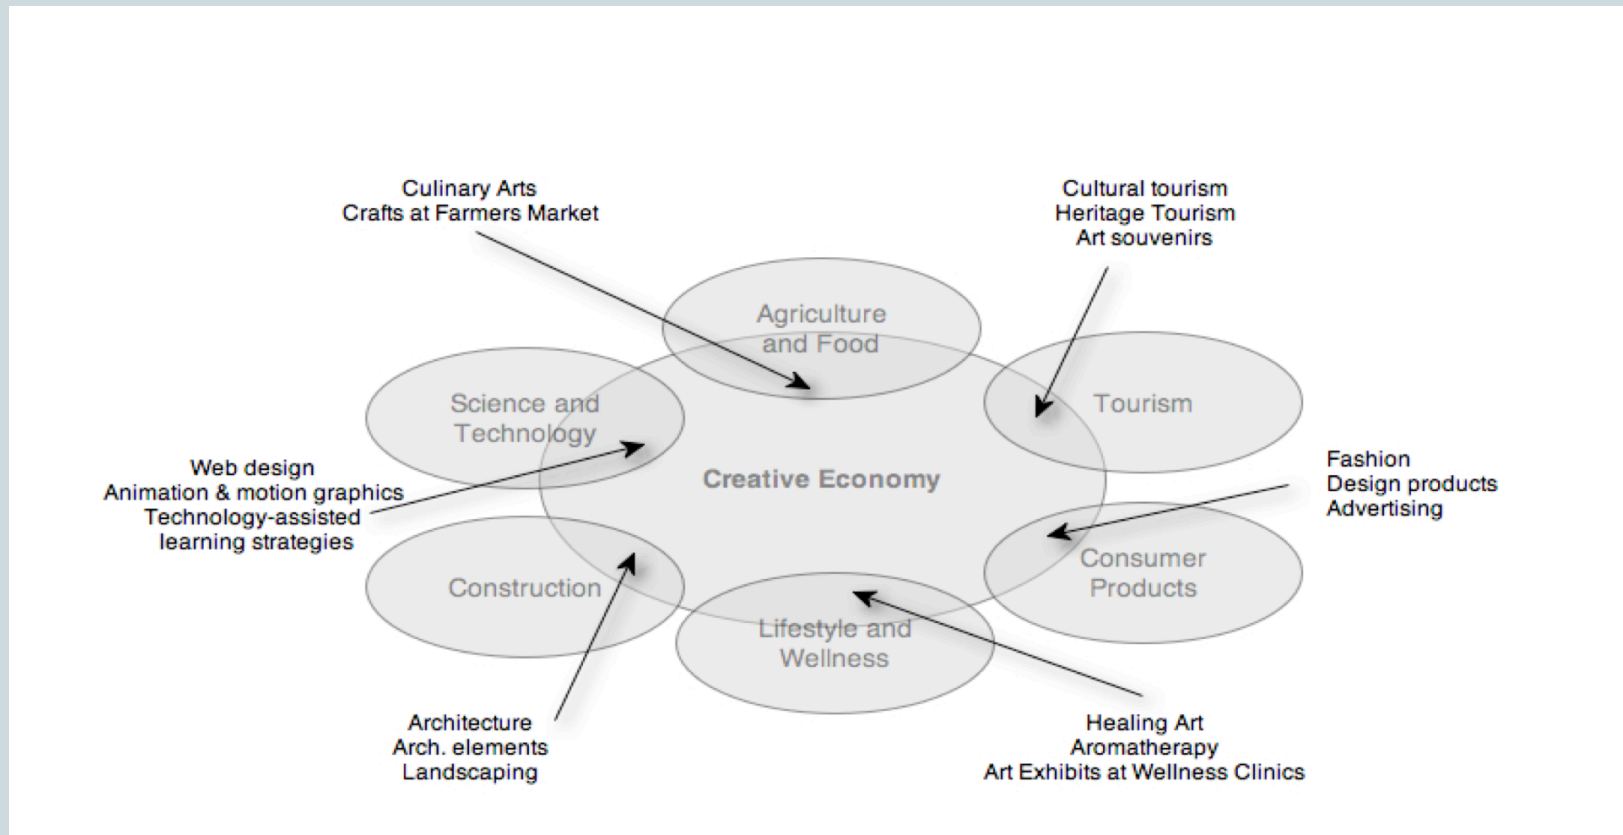 Culinary Arts
Crafts at Farmers Market
Cultural tourism
Heritage Tourism
Art souvenirs
Agriculture
and Food
Science and
Technology
Tourism
Creative Economy
Web design
Animation & motion graphics
Technology-assisted
learning strategies
Fashion
Design products
Advertising
Construction
Consumer
Products
Lifestyle and
Wellness
Architecture
Arch. elements
Landscaping
Healing Art
Aromatherapy
Art Exhibits at Wellness Clinics